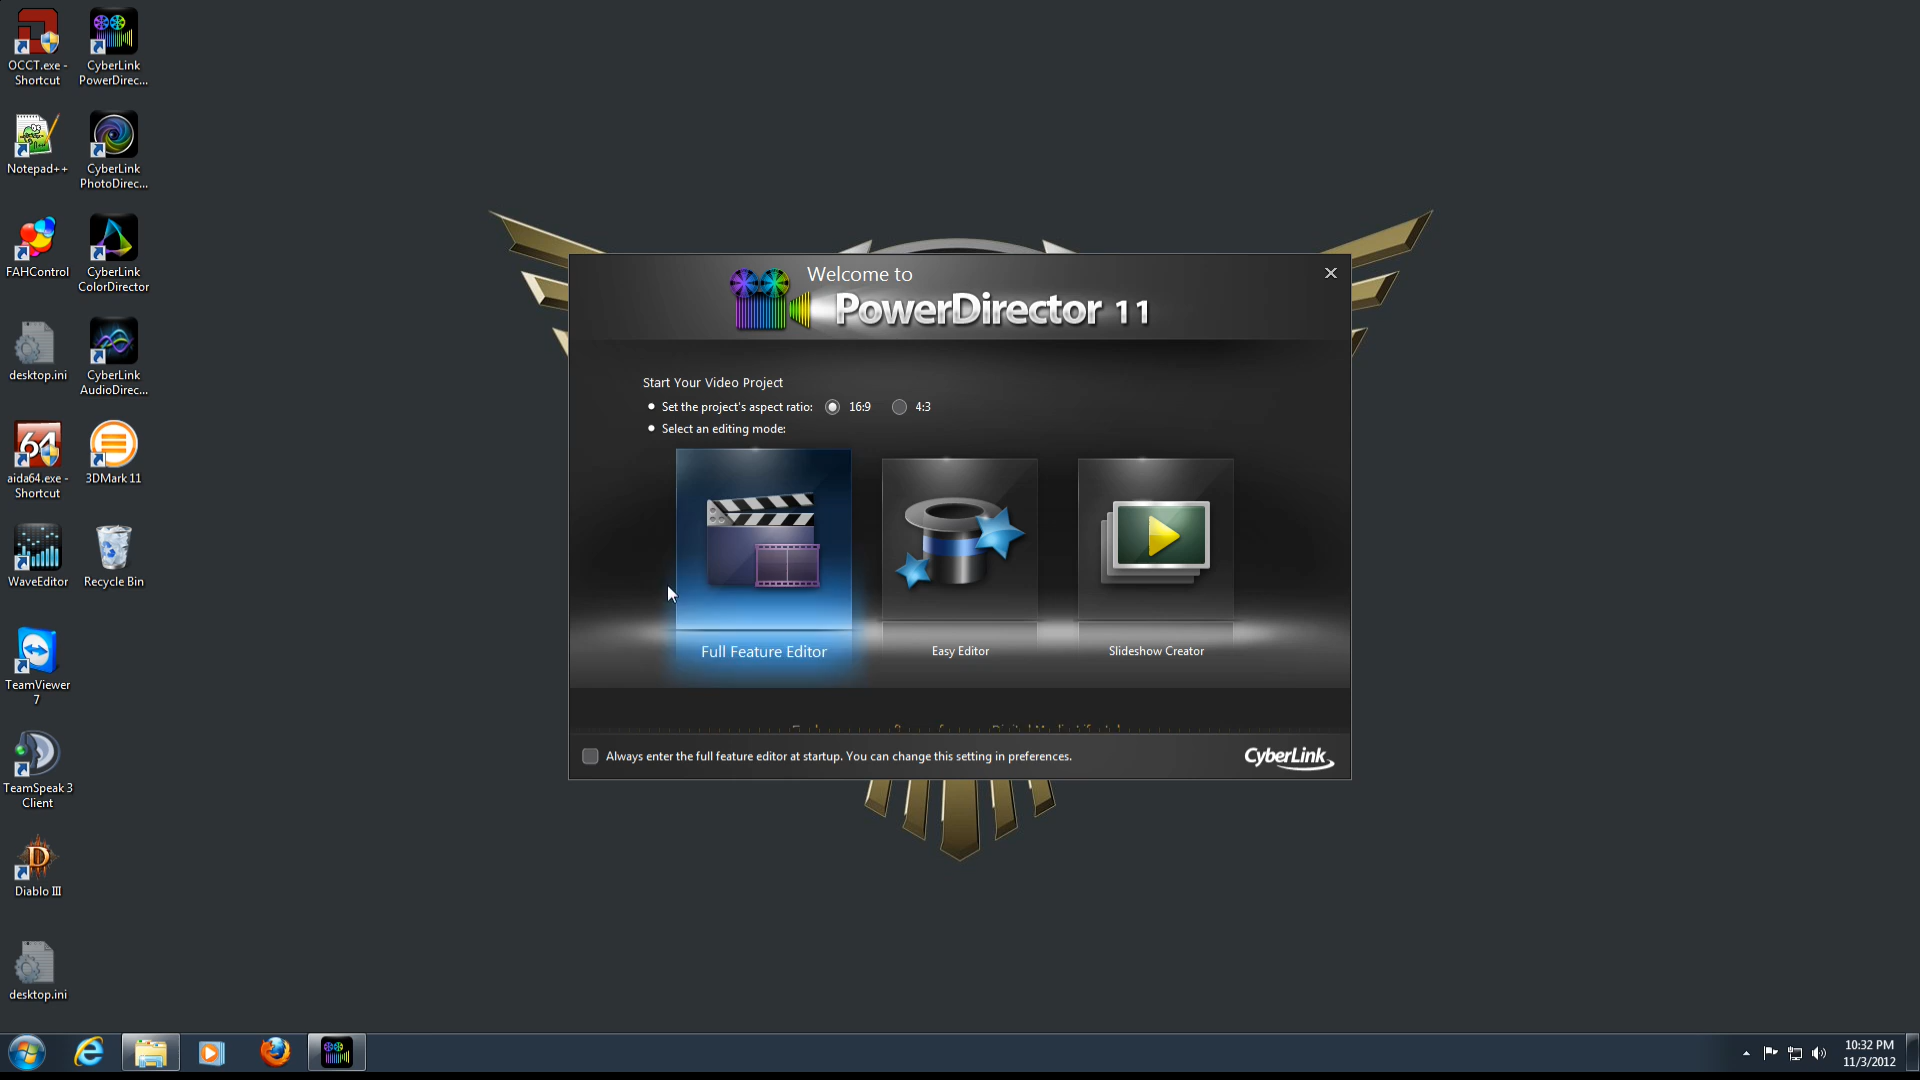 OCCT.exe -
Shortcut
CyberLink
PowerDirec...
Notepad++
CyberLink
PhotoDirec...
FAHControl
CyberLink
ColorDirector
desktop.ini
CyberLink
AudioDirec...
64
aida64.exe -
Shortcut
3DMark 11
WaveEditor
Recycle Bin
TeamViewer
7
TeamSpeak 3
Client
Diablo III
desktop.ini
Welcome to
PowerDirector 11
Start Your Video Project
Set the project's aspect ratio: 16:9 4:3
Select an editing mode:
Full Feature Editor
Easy Editor
Slideshow Creator
Always enter the full feature editor at startup. You can change this setting in preferences.
CyberLink
10:32 PM
11/3/2012